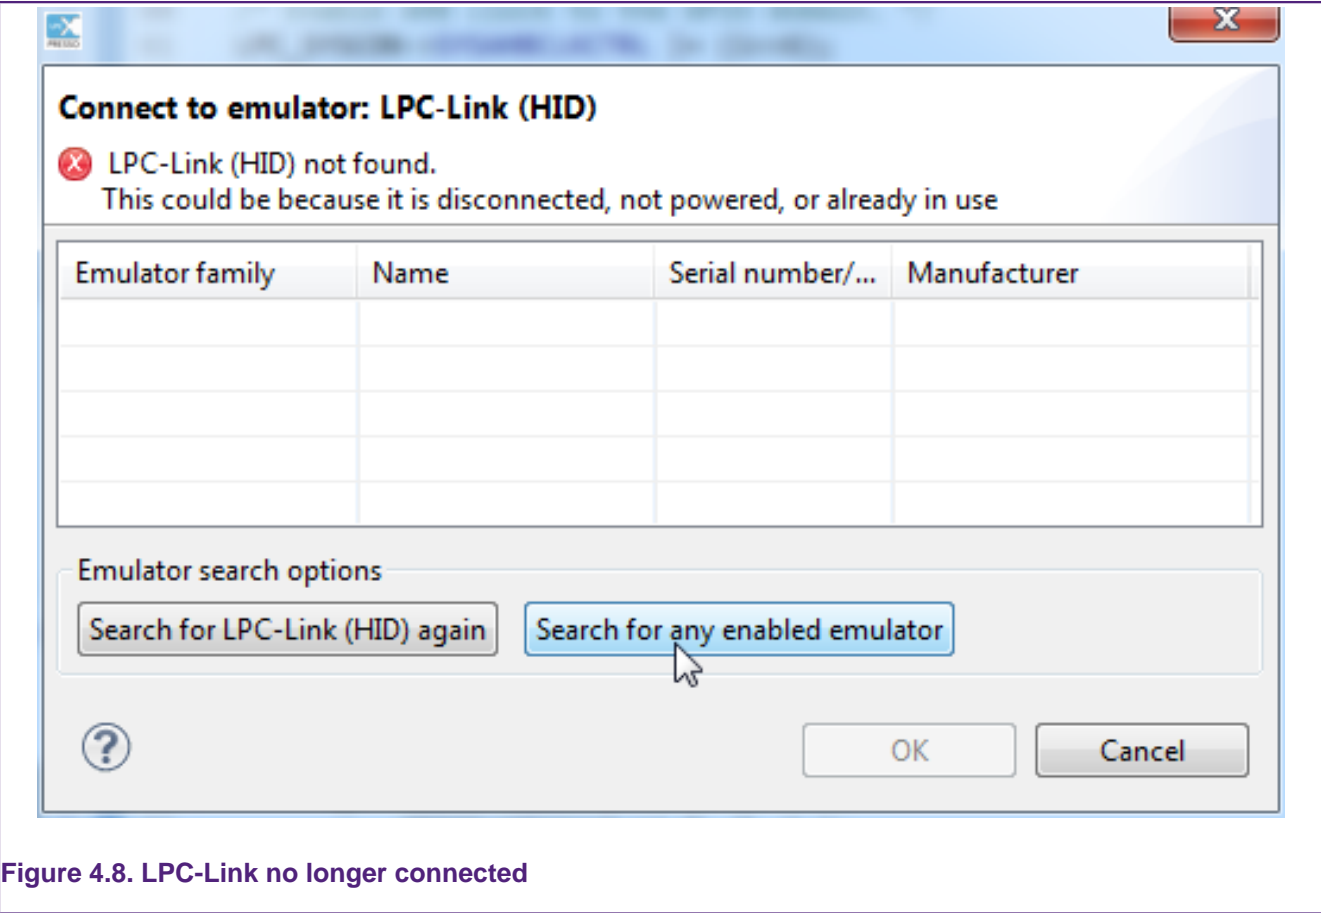 PRESSO
X
Connect to emulator: LPC-Link (HID)
LPC-Link (HID) not found.
This could be because it is disconnected, not powered, or already in use
Emulator family Name Serial number/... Manufacturer
Emulator search options
Search for LPC-Link (HID) again Search for any enabled emulator
? OK Cancel
Figure 4.8. LPC-Link no longer connected